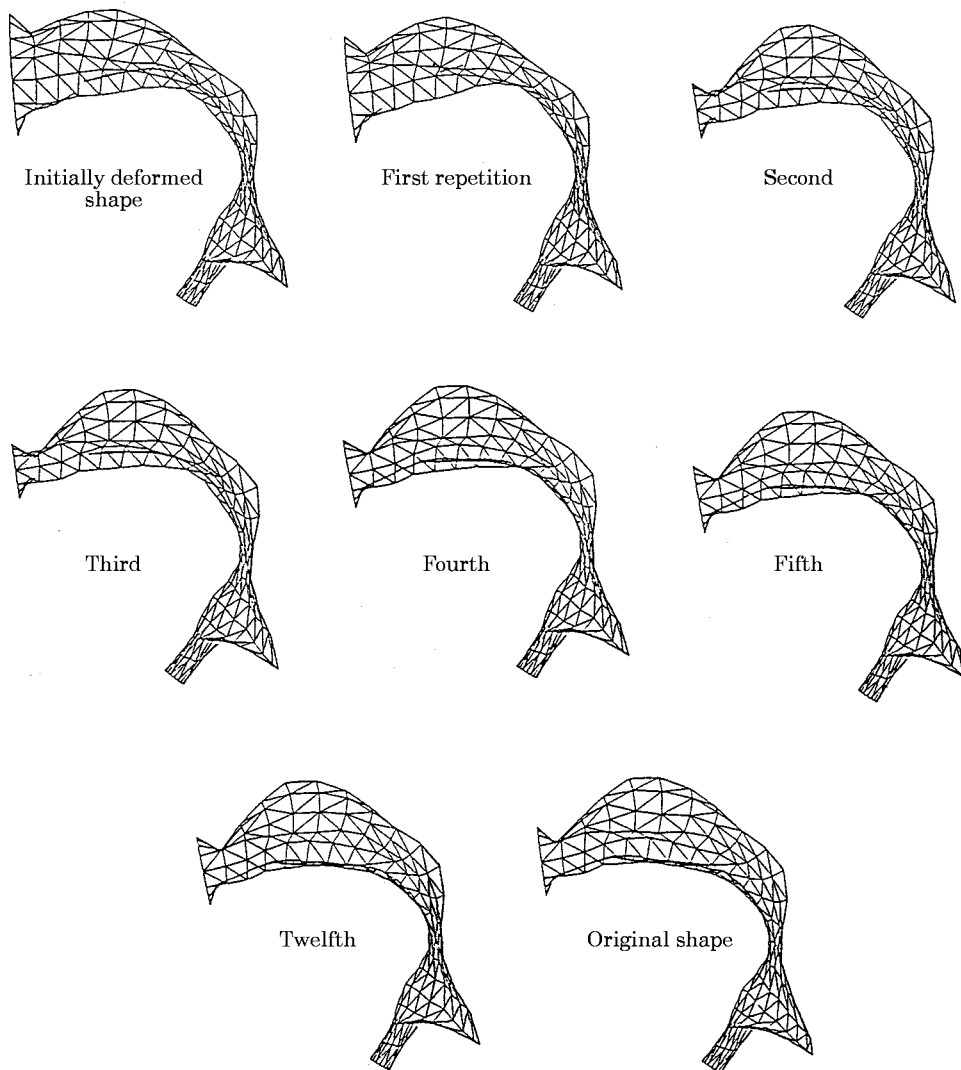 Initially deformed
shape
First repetition
Second
Third
Fourth
Fifth
Twelfth
Original shape